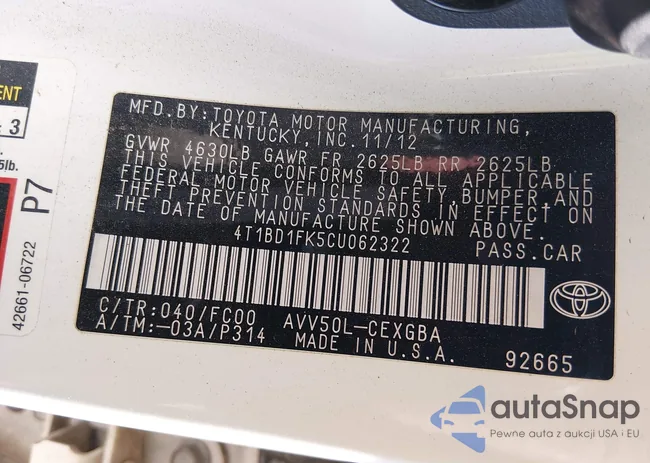 ENT
3
5lb.
P7
42661-06722
MFD.BY:TOYOTA MOTOR MANUFACTURING,
KENTUCKY, INC.11/12
GVWR 4630LB GAWR FR 2625LB RR 2625LB
THIS VEHICLE CONFORMS TO ALL APPLICABLE
FEDERAL MOTOR VEHICLE SAFETY,BUMPER,AND
THEFT PREVENTION STANDARDS IN EFFECT ON
THE DATE OF MANUFACTURE SHOWN ABOVE.
4T1BD1FK5CU062322 PASS.CAR
C/TR:040/FC00 AVV50L-CEXGBA
A/TM:-03A/P314 MADE IN U.S.A. 92665
autaSnap
Pewne auta z aukcji USA i EU